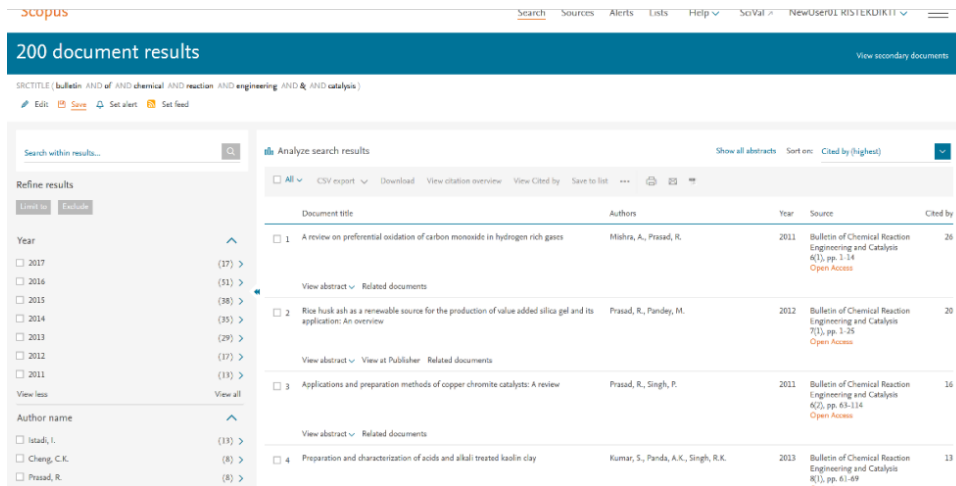 Scopus
Search Sources Alerts Lists Help SciVal NewUser01 RISTEKDIKTI
200 document results
View secondary documents
SRCTITLE ( bulletin AND of AND chemical AND reaction AND engineering AND & AND catalysis )
Edit Save Set alert Set feed
Search within results...
Analyze search results
Show all abstracts Sort on: Cited by (highest)
Refine results
All CSV export Download View citation overview View Cited by Save to list •••
Limit to Exclude
Document title Authors Year Source Cited by
Year
2017 (17)
2016 (51)
2015 (38)
2014 (35)
2013 (29)
2012 (17)
2011 (13)
View less View all
Author name
Istadi, I. (13)
Cheng, C.K. (8)
Prasad, R. (8)
1 A review on preferential oxidation of carbon monoxide in hydrogen rich gases Mishra, A., Prasad, R. 2011 Bulletin of Chemical Reaction 26
Engineering and Catalysis
6(1), pp. 1-14
Open Access
View abstract Related documents
2 Rice husk ash as a renewable source for the production of value added silica gel and its Prasad, R., Pandey, M. 2012 Bulletin of Chemical Reaction 20
application: An overview Engineering and Catalysis
7(1), pp. 1-25
Open Access
View abstract View at Publisher Related documents
3 Applications and preparation methods of copper chromite catalysts: A review Prasad, R., Singh, P. 2011 Bulletin of Chemical Reaction 16
Engineering and Catalysis
6(2), pp. 63-114
Open Access
View abstract Related documents
4 Preparation and characterization of acids and alkali treated kaolin clay Kumar, S., Panda, A.K., Singh, R.K. 2013 Bulletin of Chemical Reaction 13
Engineering and Catalysis
8(1), pp. 61-69